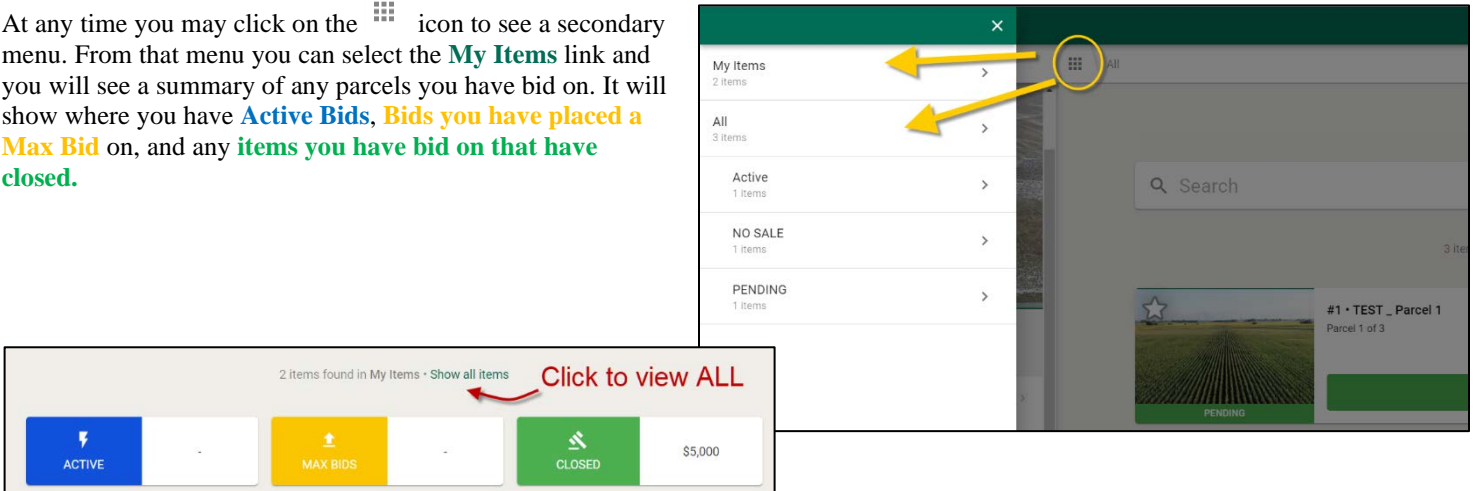 At any time you may click on the icon to see a secondary
menu. From that menu you can select the My Items link and
you will see a summary of any parcels you have bid on. It will
show where you have Active Bids, Bids you have placed a
Max Bid on, and any items you have bid on that have
closed.
My Items
2 items
All
3 items
Active
1 items
NO SALE
1 items
PENDING
1 items
All
Search
3 ite
#1 • TEST _ Parcel 1
Parcel 1 of 3
PENDING
2 items found in My Items • Show all items
Click to view ALL
ACTIVE
-
MAX BIDS
-
CLOSED
$5,000